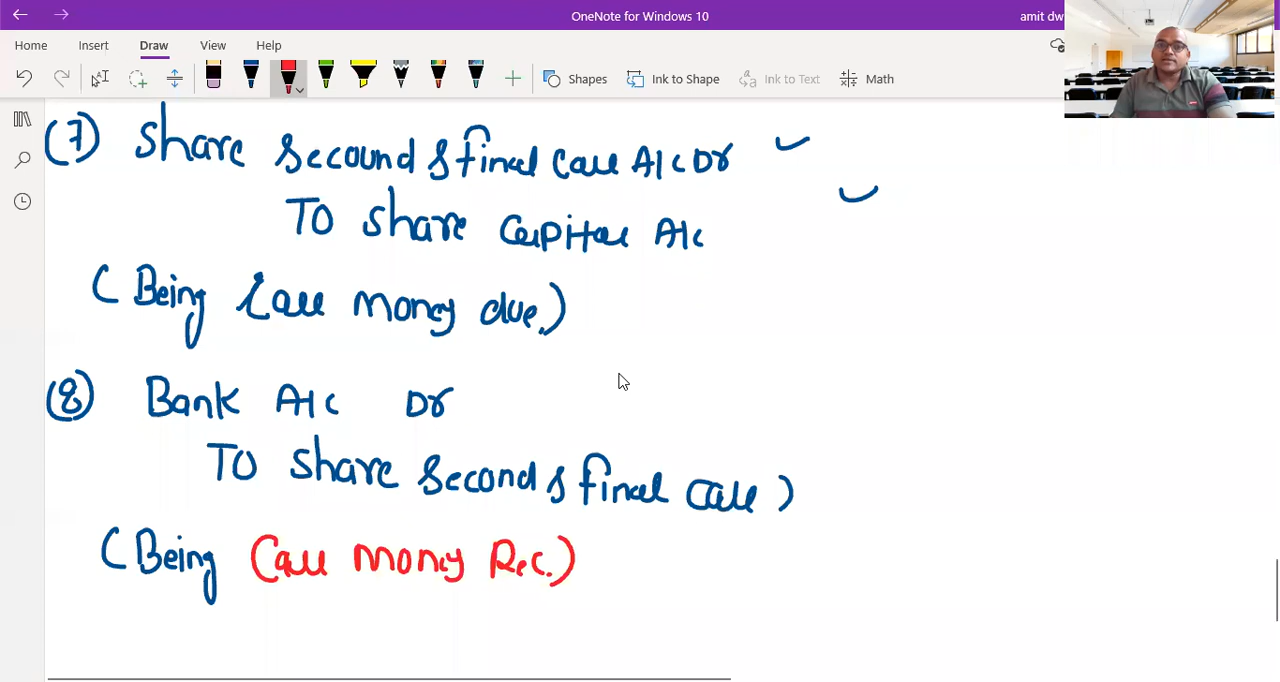 OneNote for Windows 10
amit dw
Home Insert Draw View Help
Shapes Ink to Shape Ink to Text Math
(7) Share Secound & final Call A/c Dr
To share capital A/c
(Being Call Money due.)
(8) Bank A/c Dr
To share Second & final Call )
(Being Call Money Rec.)